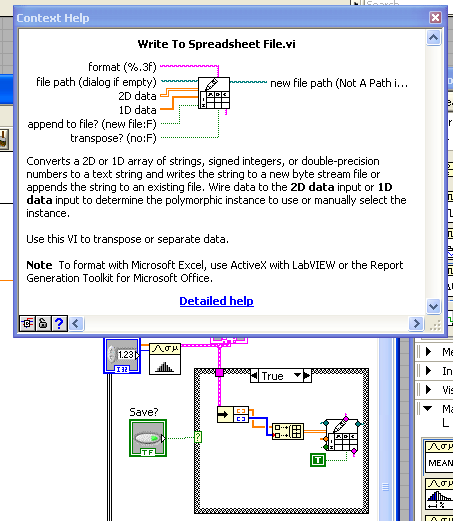 Search
Context Help
Write To Spreadsheet File.vi
format (%.3f)
file path (dialog if empty)
2D data
1D data
append to file? (new file:F)
transpose? (no:F)
new file path (Not A Path i...
Converts a 2D or 1D array of strings, signed integers, or double-precision
numbers to a text string and writes the string to a new byte stream file or
appends the string to an existing file. Wire data to the 2D data input or 1D
data input to determine the polymorphic instance to use or manually select the
instance.
Use this VI to transpose or separate data.
Note To format with Microsoft Excel, use ActiveX with LabVIEW or the Report
Generation Toolkit for Microsoft Office.
Detailed help
?
1.23
I32
σμ
True
Save?
TF
?
T
Me
In
Vis
Ma
L
MEAN